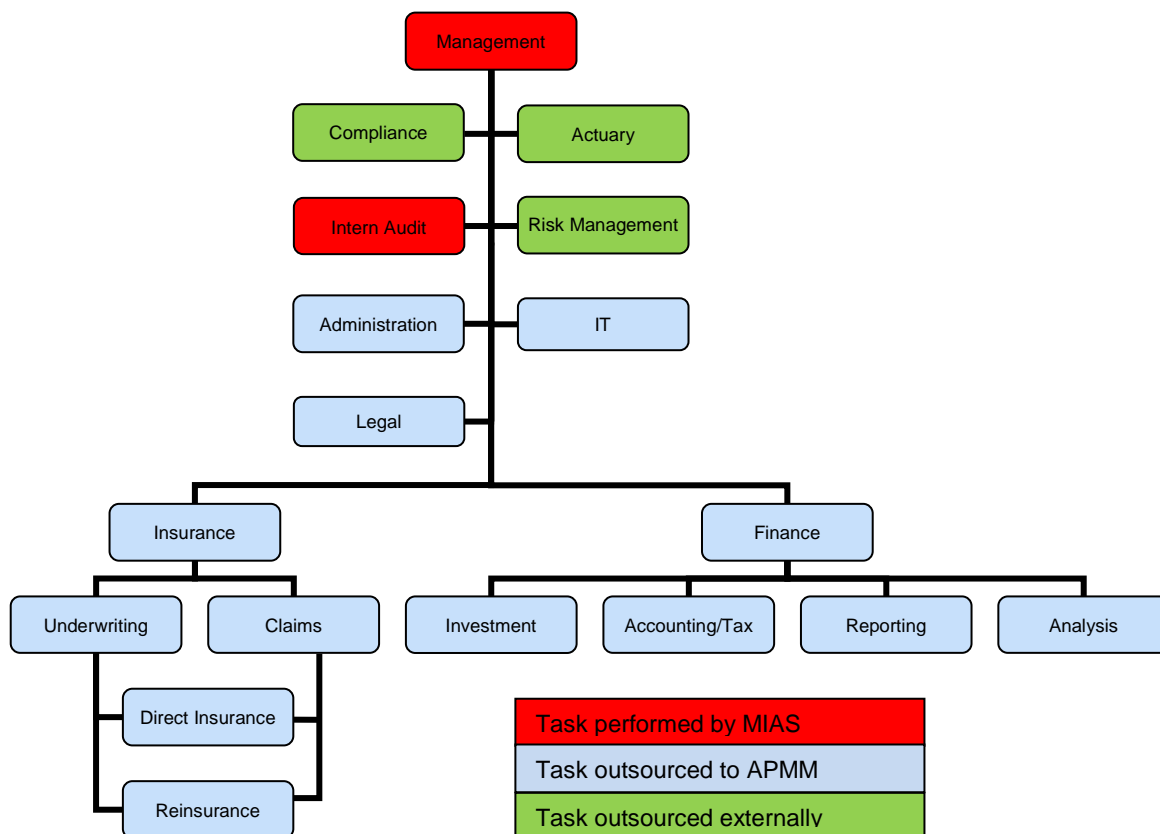 Management
Compliance
Actuary
Intern Audit
Risk Management
Administration
IT
Legal
Insurance
Finance
Underwriting
Claims
Investment
Accounting/Tax
Reporting
Analysis
Direct Insurance
Reinsurance
Task performed by MIAS
Task outsourced to APMM
Task outsourced externally